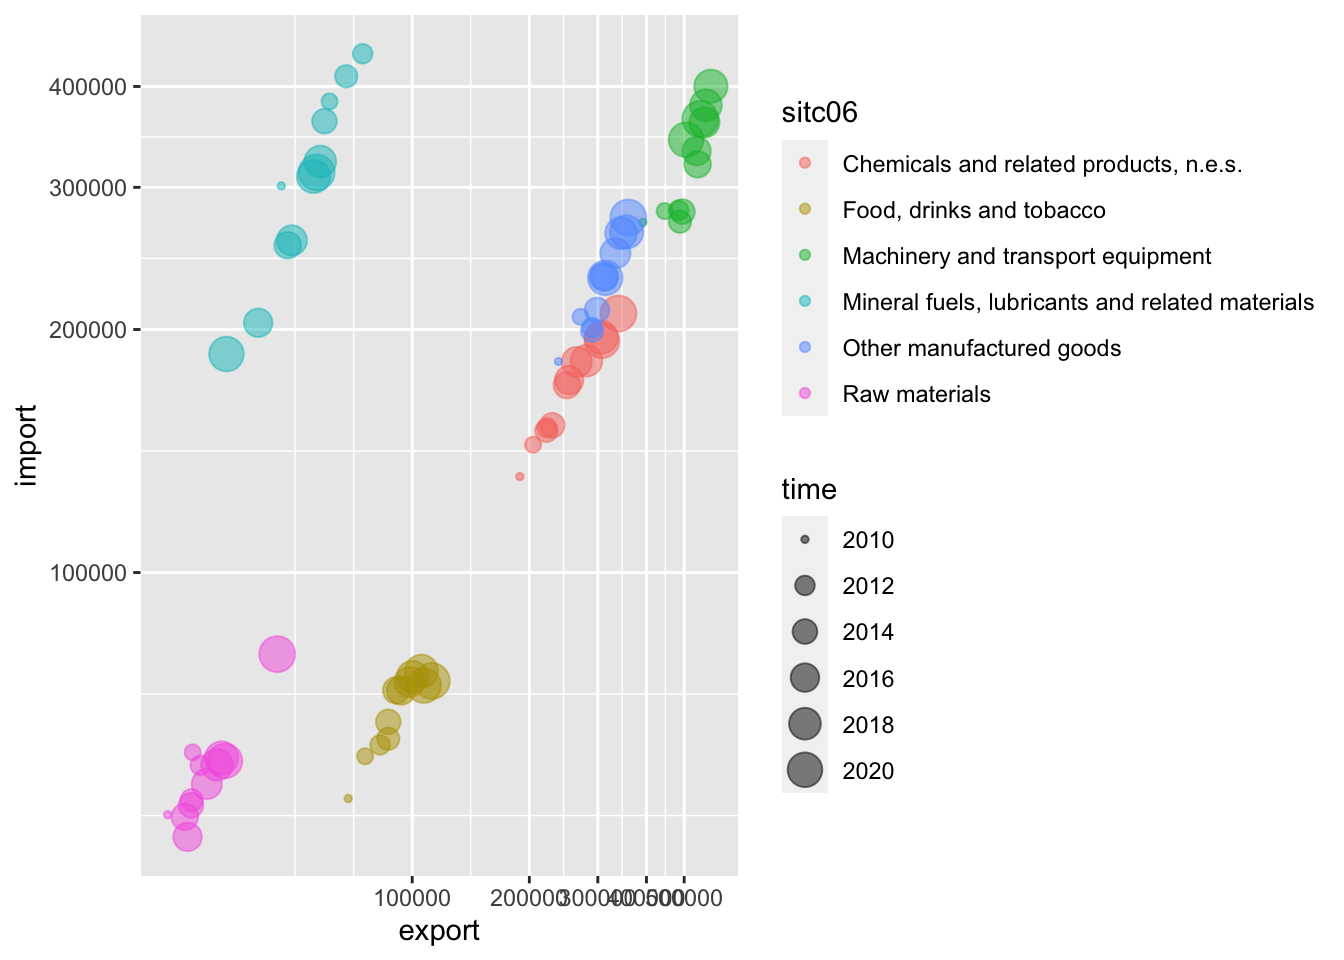 400000
300000
200000
100000
import
100000
200000
300000
400000
500000
export
sitc06
Chemicals and related products, n.e.s.
Food, drinks and tobacco
Machinery and transport equipment
Mineral fuels, lubricants and related materials
Other manufactured goods
Raw materials
time
2010
2012
2014
2016
2018
2020